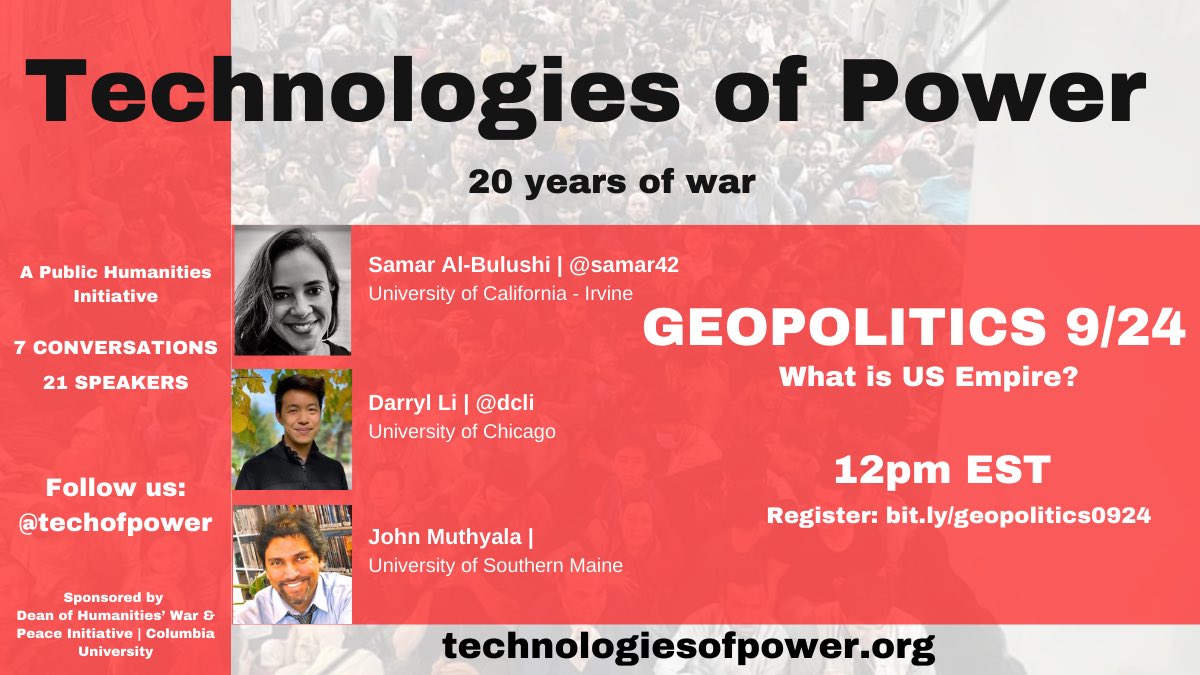 Technologies of Power
20 years of war
A Public Humanities
Initiative
7 CONVERSATIONS
21 SPEAKERS
Follow us:
@techofpower
Sponsored by
Dean of Humanities' War &
Peace Initiative | Columbia
University
Samar Al-Bulushi | @samar42
University of California - Irvine
Darryl Li | @dcli
University of Chicago
John Muthyala |
University of Southern Maine
GEOPOLITICS 9/24
What is US Empire?
12pm EST
Register: bit.ly/geopolitics0924
technologiesofpower.org